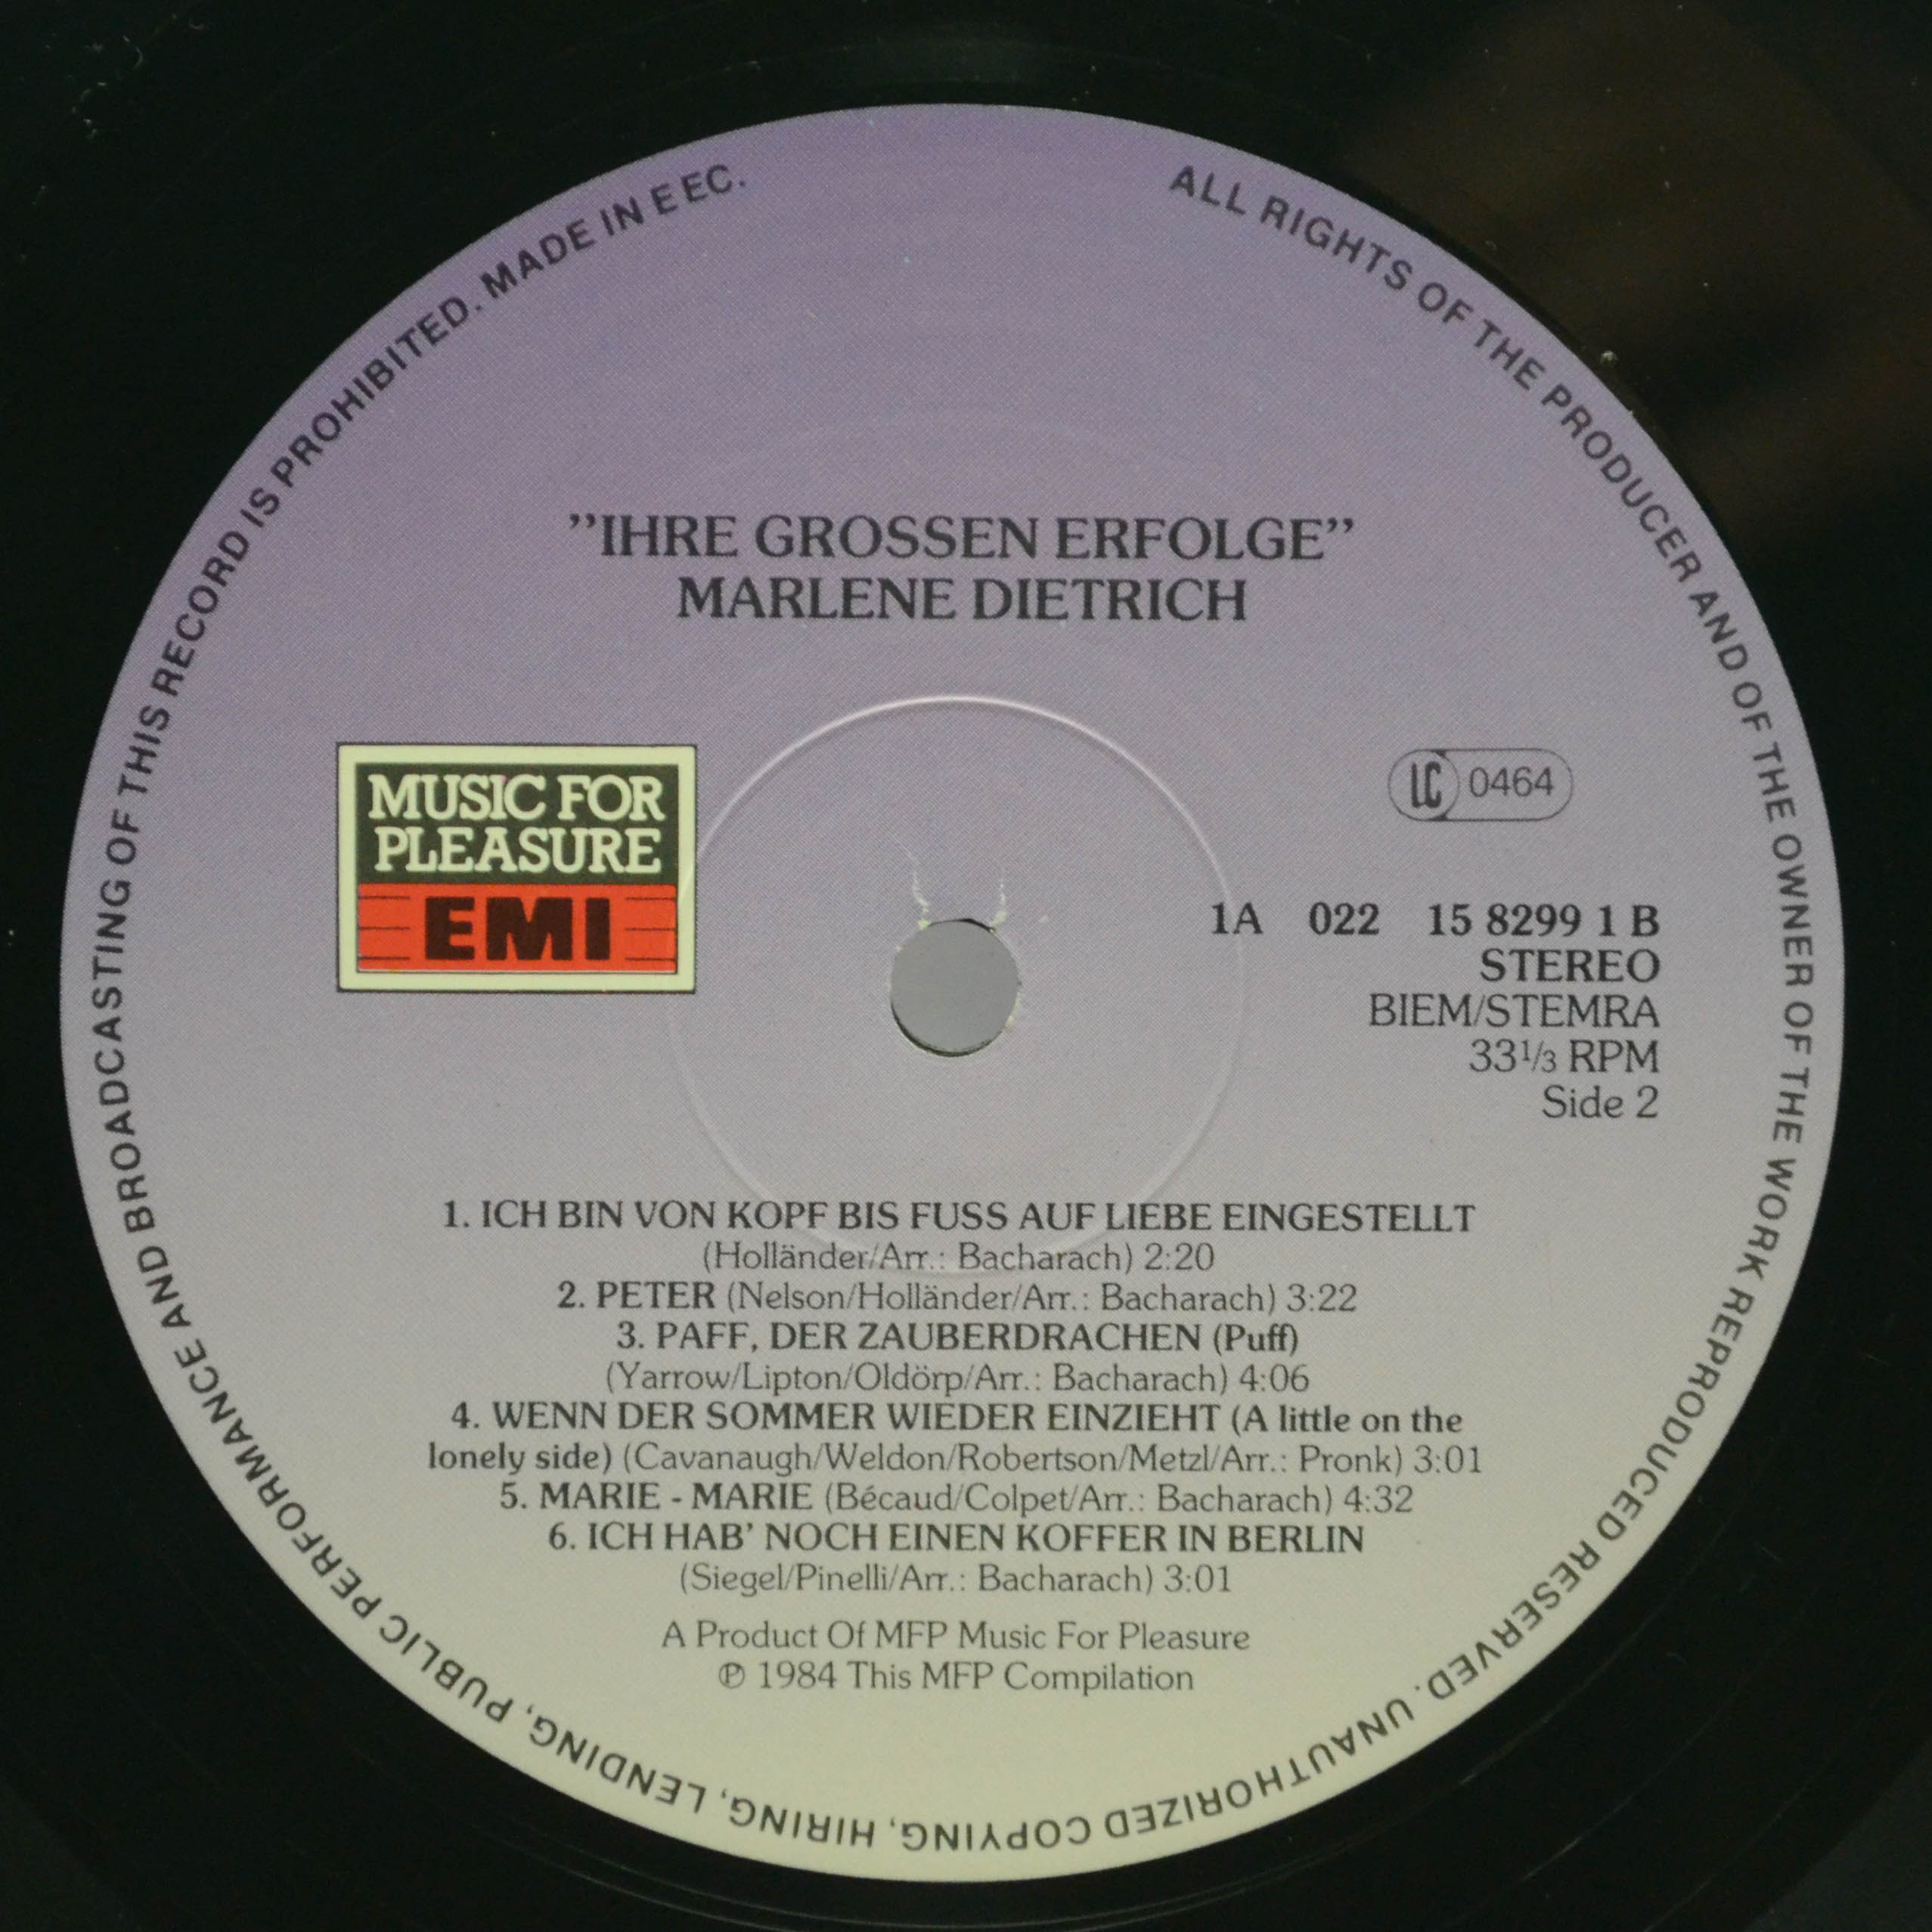 ALL RIGHTS OF THE PRODUCER AND OF THE OWNER OF THE WORK REPRODUCED RESERVED. UNAUTHORIZED COPYING, HIRING, LENDING, PUBLIC PERFORMANCE AND BROADCASTING OF THIS RECORD IS PROHIBITED. MADE IN EEC.
"IHRE GROSSEN ERFOLGE"
MARLENE DIETRICH
MUSIC FOR
PLEASURE
EMI
LC 0464
1A 022 15 8299 1 B
STEREO
BIEM/STEMRA
33 1/3 RPM
Side 2
1. ICH BIN VON KOPF BIS FUSS AUF LIEBE EINGESTELLT
(Holländer/Arr.: Bacharach) 2:20
2. PETER (Nelson/Holländer/Arr.: Bacharach) 3:22
3. PAFF, DER ZAUBERDRACHEN (Puff)
(Yarrow/Lipton/Oldörp/Arr.: Bacharach) 4:06
4. WENN DER SOMMER WIEDER EINZIEHT (A little on the
lonely side) (Cavanaugh/Weldon/Robertson/Metzl/Arr.: Pronk) 3:01
5. MARIE - MARIE (Bécaud/Colpet/Arr.: Bacharach) 4:32
6. ICH HAB' NOCH EINEN KOFFER IN BERLIN
(Siegel/Pinelli/Arr.: Bacharach) 3:01
A Product Of MFP Music For Pleasure
℗ 1984 This MFP Compilation